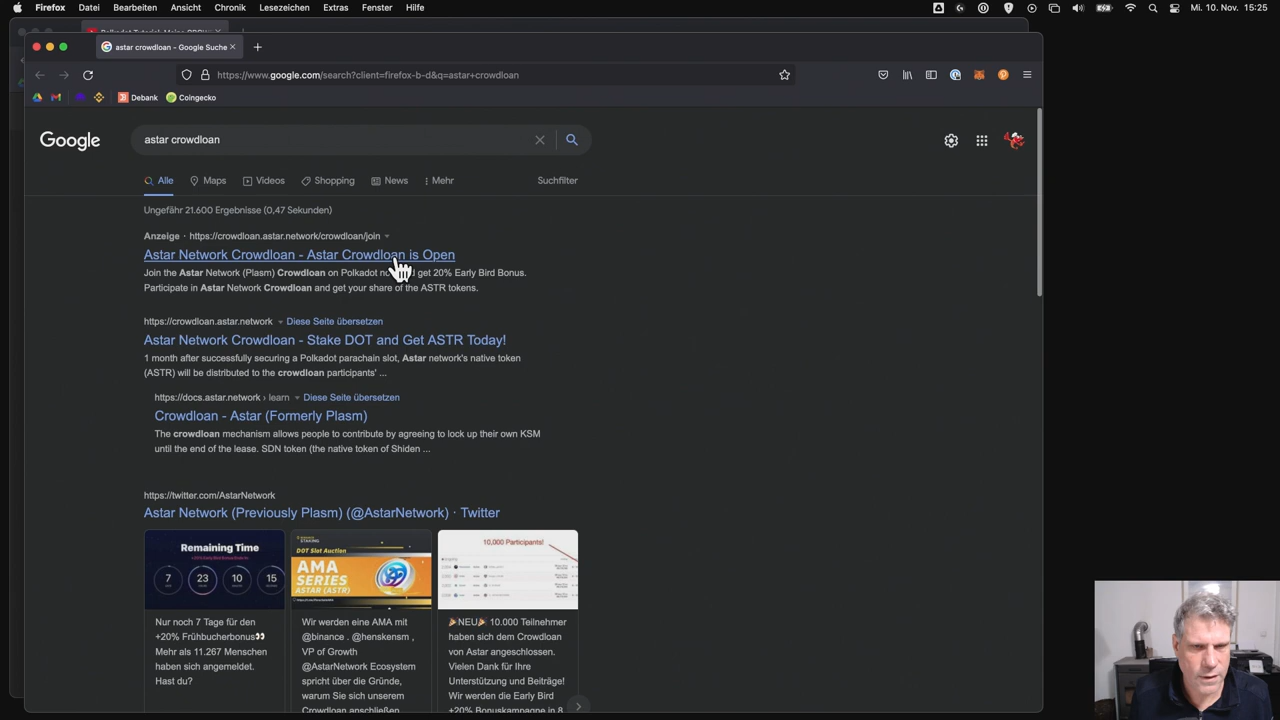 Firefox Datei Bearbeiten Ansicht Chronik Lesezeichen Extras Fenster Hilfe Mi. 10. Nov. 15:25
astar crowdloan - Google Suche
https://www.google.com/search?client=firefox-b-d&q=astar+crowdloan
Debank Coingecko
Google
astar crowdloan
Alle Maps Videos Shopping News Mehr Suchfilter
Ungefähr 21.600 Ergebnisse (0,47 Sekunden)
Anzeige · https://crowdloan.astar.network/crowdloan/join
Astar Network Crowdloan - Astar Crowdloan is Open
Join the Astar Network (Plasm) Crowdloan on Polkadot get 20% Early Bird Bonus.
Participate in Astar Network Crowdloan and get your share of the ASTR tokens.
https://crowdloan.astar.network Diese Seite übersetzen
Astar Network Crowdloan - Stake DOT and Get ASTR Today!
1 month after successfully securing a Polkadot parachain slot, Astar network's native token
(ASTR) will be distributed to the crowdloan participants' ...
https://docs.astar.network › learn Diese Seite übersetzen
Crowdloan - Astar (Formerly Plasm)
The crowdloan mechanism allows people to contribute by agreeing to lock up their own KSM
until the end of the lease. SDN token (the native token of Shiden ...
https://twitter.com/AstarNetwork
Astar Network (Previously Plasm) (@AstarNetwork) · Twitter
Remaining Time
7 23 10 15
Nur noch 7 Tage für den
+20% Frühbucherbonus👀
Mehr als 11.267 Menschen
haben sich angemeldet.
Hast du?
DOT Slot Auction
AMA
SERIES
ASTAR (ASTR)
Wir werden eine AMA mit
@binance . @henskensm ,
VP of Growth
@AstarNetwork Ecosystem
spricht über die Gründe,
warum Sie sich unserem
Crowdloan anschließen
10,000 Participants!
🎉NEU🎉 10.000 Teilnehmer
haben sich dem Crowdloan
von Astar angeschlossen.
Vielen Dank für Ihre
Unterstützung und Beiträge!
Wir werden die Early Bird
+20% Bonuskampagne in 8